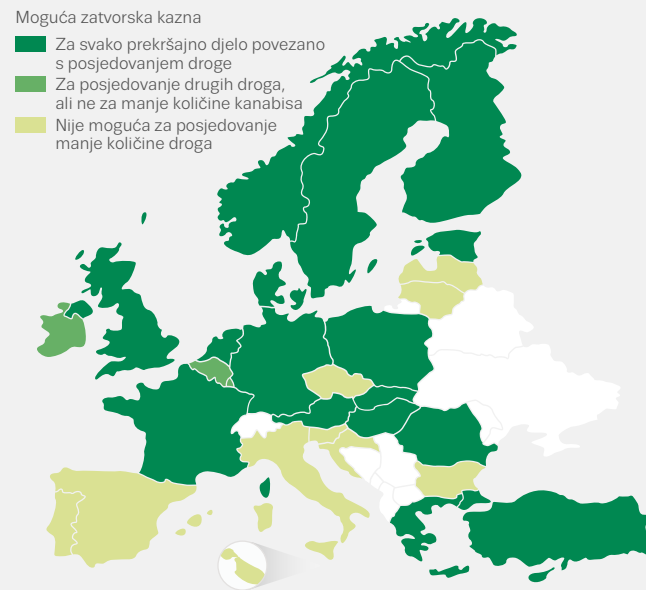 Moguća zatvorska kazna
Za svako prekršajno djelo povezano
s posjedovanjem droge
Za posjedovanje drugih droga,
ali ne za manje količine kanabisa
Nije moguća za posjedovanje
manje količine droga